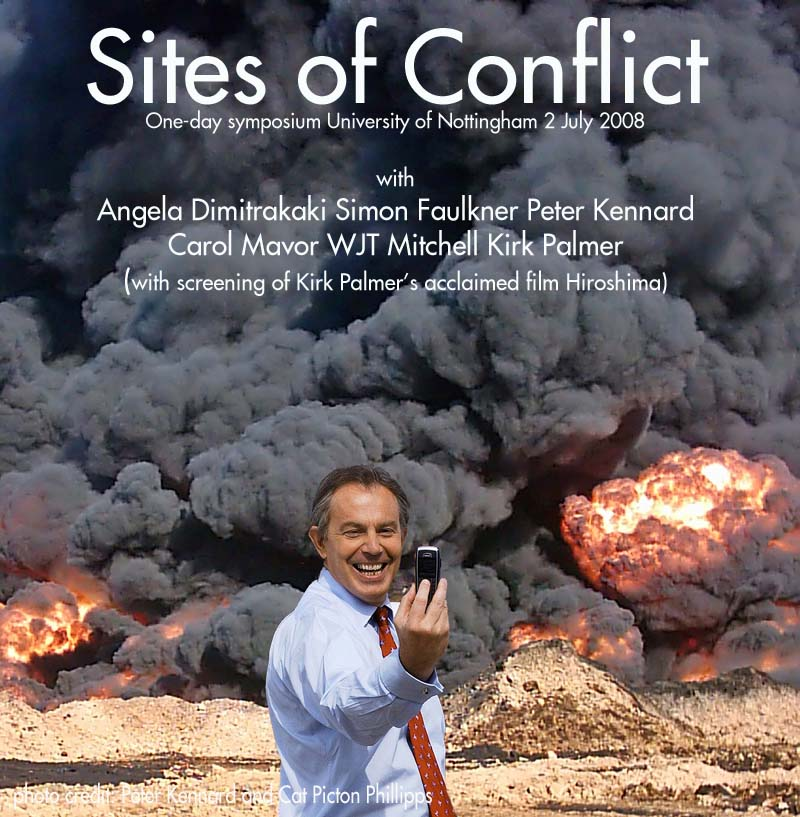 Sites of Conflict
One-day symposium University of Nottingham 2 July 2008
with
Angela Dimitrakaki Simon Faulkner Peter Kennard
Carol Mavor WJT Mitchell Kirk Palmer
(with screening of Kirk Palmer's acclaimed film Hiroshima)
photo credit: Peter Kennard and Cat Picton Phillipps